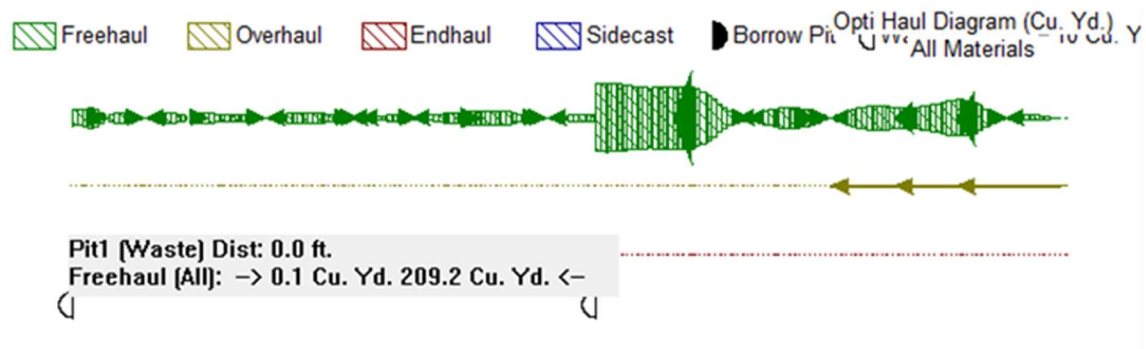 Freehaul Overhaul Endhaul Sidecast Borrow Pit
Opti Haul Diagram (Cu. Yd.)
All Materials
Pit1 (Waste) Dist: 0.0 ft.
Freehaul (All): -> 0.1 Cu. Yd. 209.2 Cu. Yd. <-